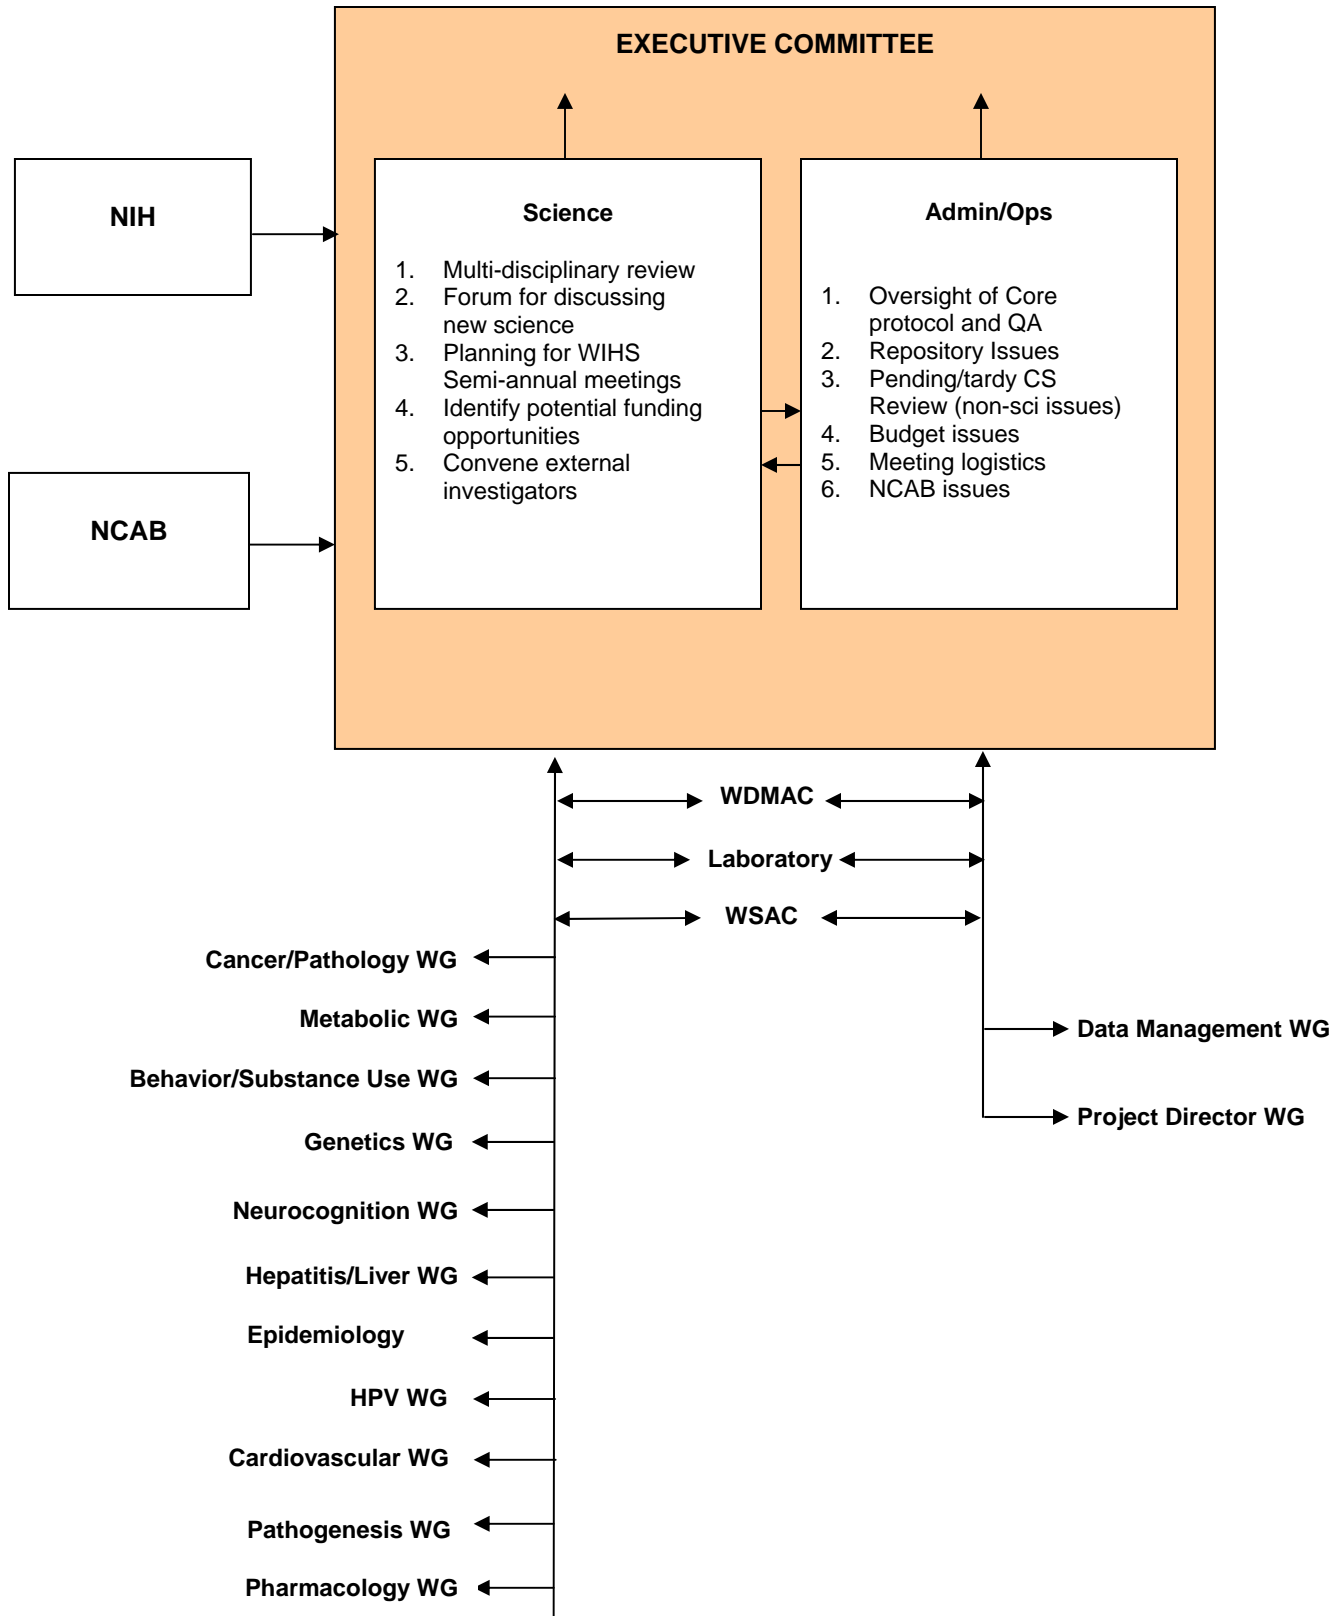 EXECUTIVE COMMITTEE
NIH
NCAB
Science
1. Multi-disciplinary review
2. Forum for discussing
new science
3. Planning for WIHS
Semi-annual meetings
4. Identify potential funding
opportunities
5. Convene external
investigators
Admin/Ops
1. Oversight of Core
protocol and QA
2. Repository Issues
3. Pending/tardy CS
Review (non-sci issues)
4. Budget issues
5. Meeting logistics
6. NCAB issues
WDMAC
Laboratory
WSAC
Cancer/Pathology WG
Metabolic WG
Behavior/Substance Use WG
Genetics WG
Neurocognition WG
Hepatitis/Liver WG
Epidemiology
HPV WG
Cardiovascular WG
Pathogenesis WG
Pharmacology WG
Data Management WG
Project Director WG